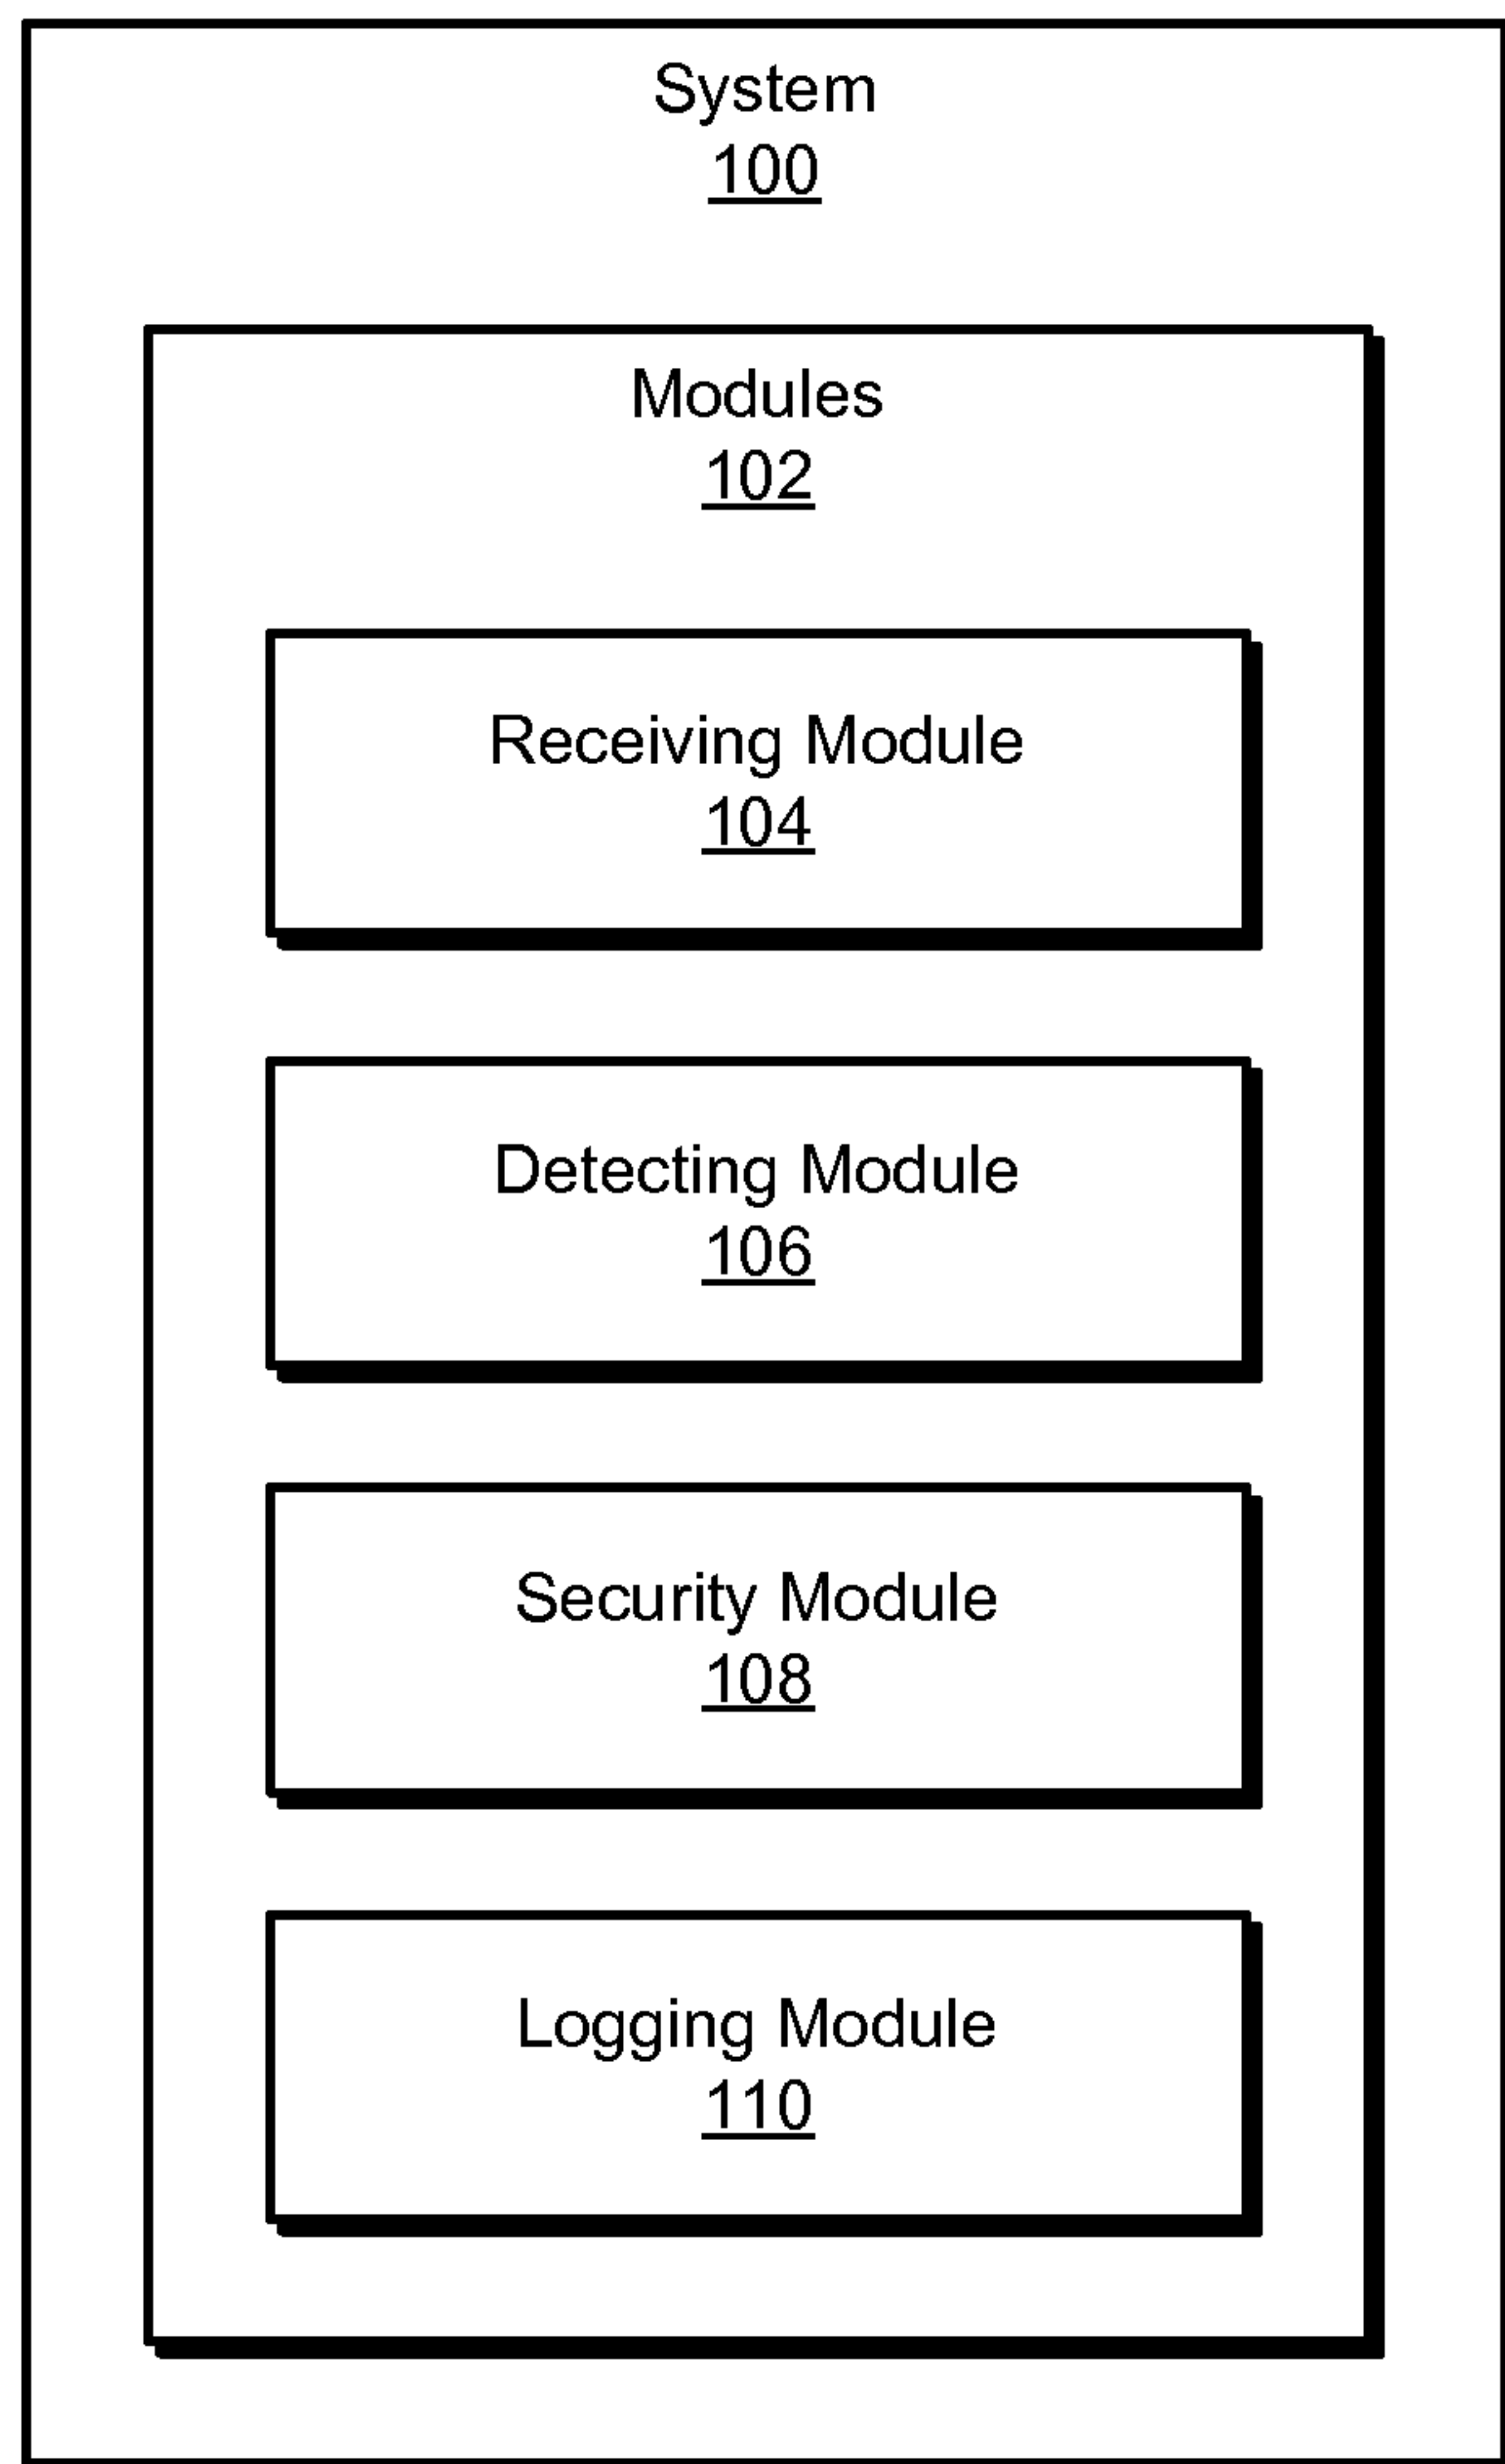 System
100
Modules
102
Receiving Module
104
Detecting Module
106
Security Module
108
Logging Module
110